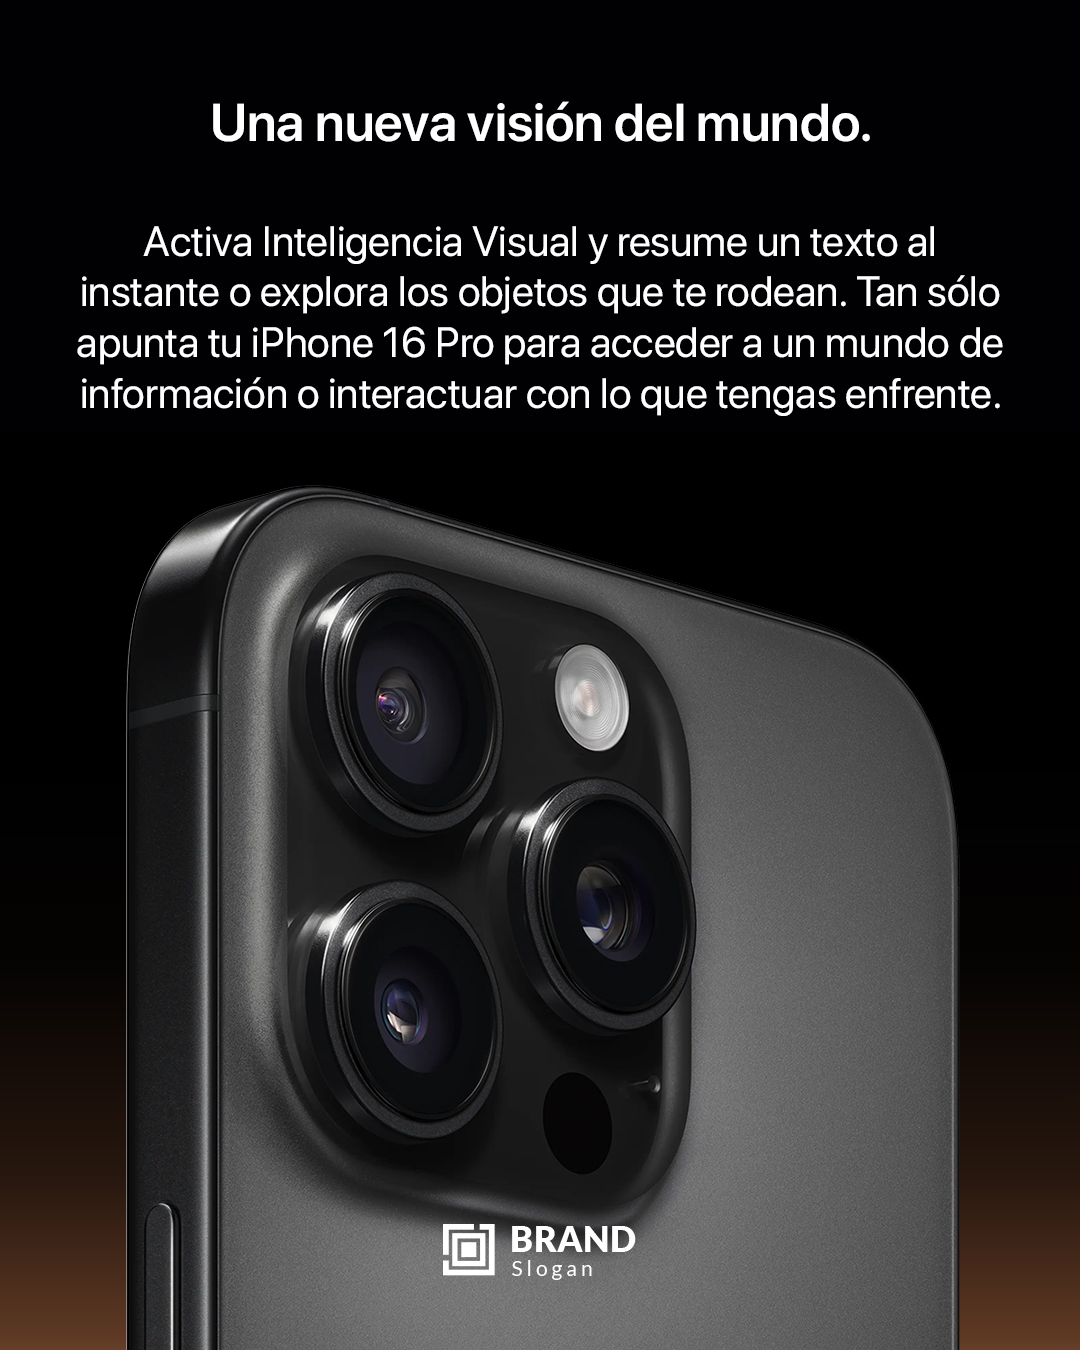 Una nueva visión del mundo.
Activa Inteligencia Visual y resume un texto al
instante o explora los objetos que te rodean. Tan sólo
apunta tu iPhone 16 Pro para acceder a un mundo de
información o interactuar con lo que tengas enfrente.
BRAND
Slogan